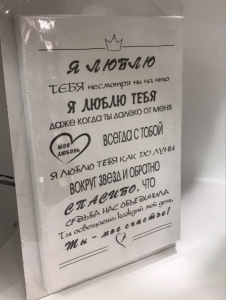 Я ЛЮБЛЮ
ТЕБЯ несмотря ни на что
Я ЛЮБЛЮ ТЕБЯ
даже когда ты далеко от меня
моя любовь
всегда с тобой
Я ЛЮБЛЮ ТЕБЯ КАК ДО ЛУНЫ
ВОКРУГ ЗВЕЗД И ОБРАТНО
СПАСИБО, ЧТО
СУДЬБА НАС ОБЪЕДИНИЛА
Ты освещаешь каждый мой день
Ты - мое счастье!